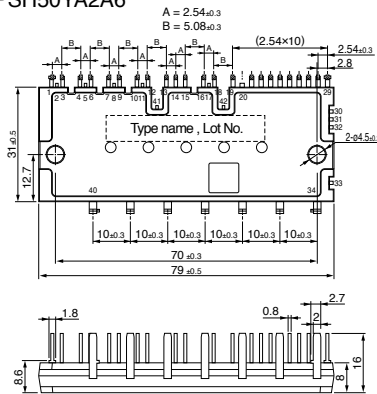 SH50YA2A6
A = 2.54±0.3
B = 5.08±0.3
B B B B B B (2.54×10) 2.54±0.3
A A A A A A 2.8
1 2 3 4 5 6 7 8 9 10 11 12 13 14 15 16 17 18 19 20 29
41 42
30
31
32
Type name , Lot No.
2-ø4.5±0.
31±0.5
12.7
33
40 34
10±0.3 10±0.3 10±0.3 10±0.3 10±0.3 10±0.3
70 ±0.3
79 ±0.5
2.7
1.8 0.8 2
8.6 8 16